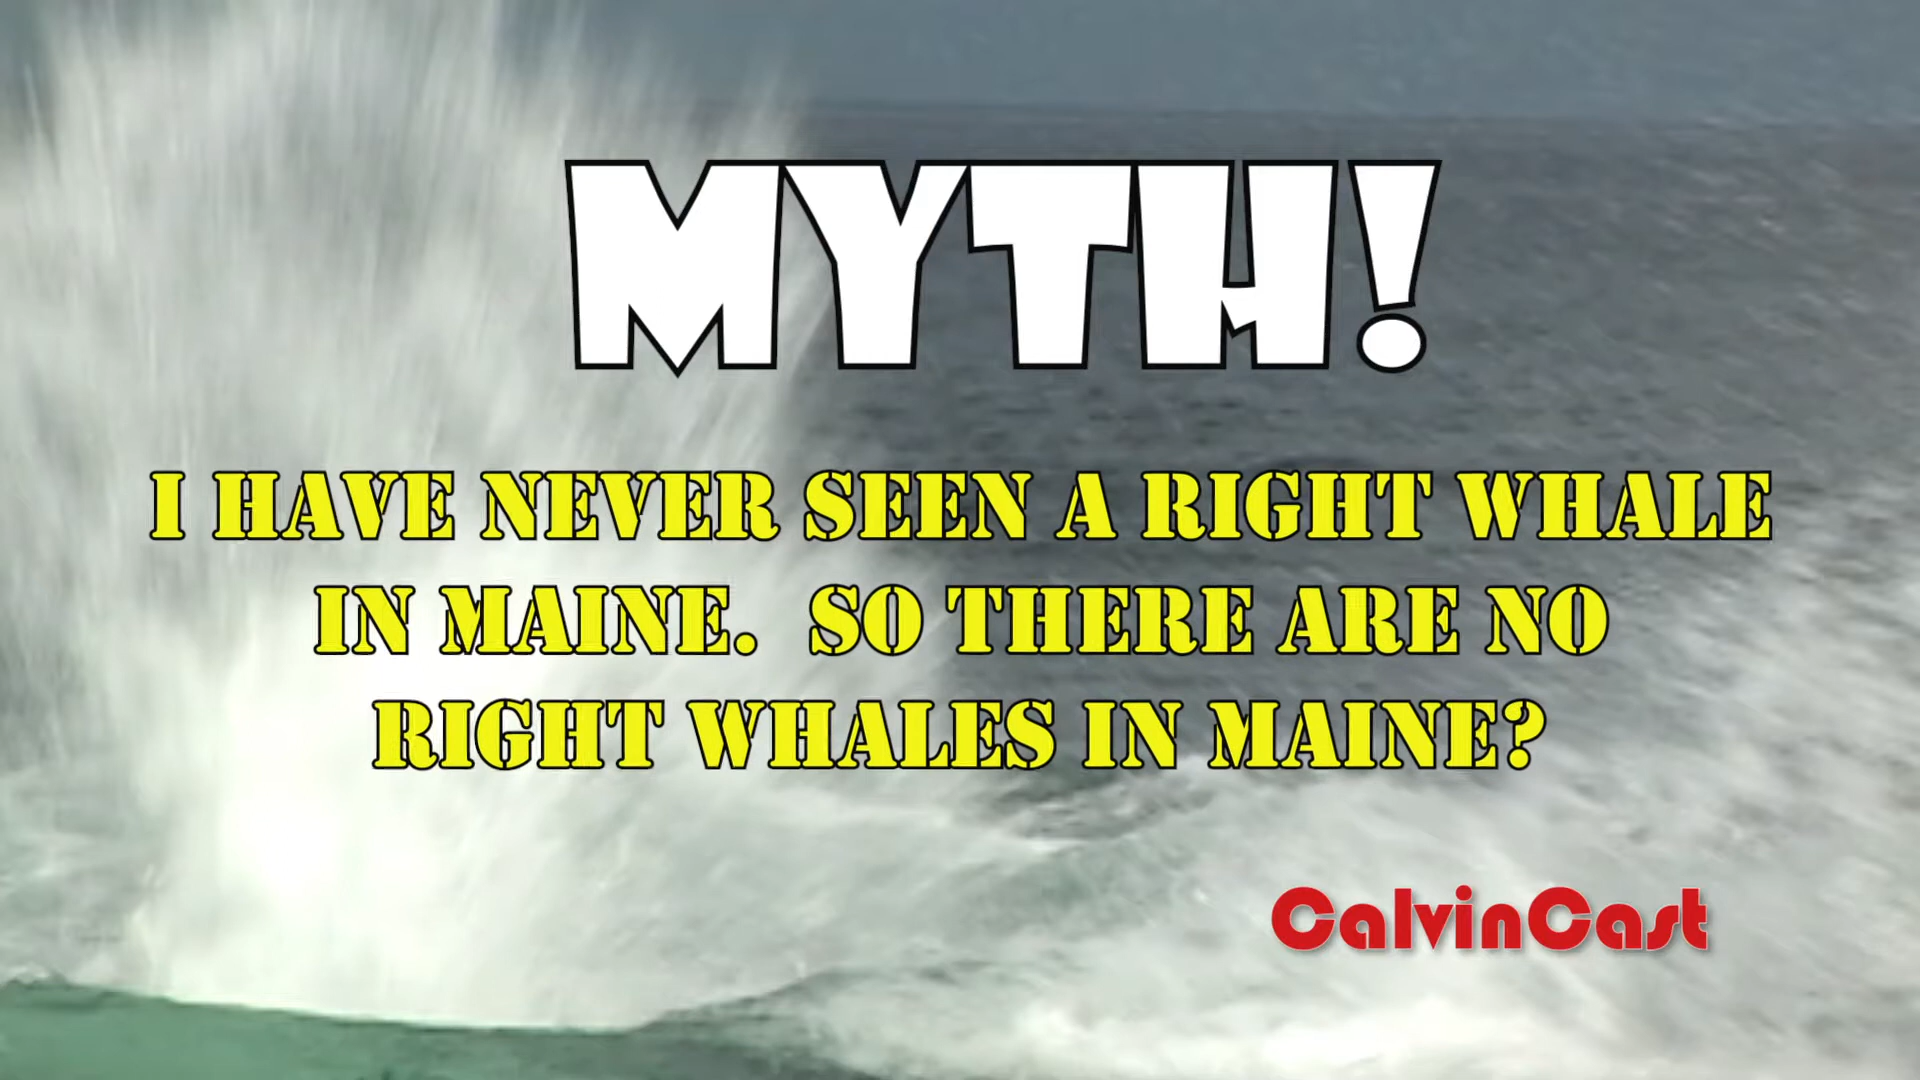 MYTH!
I HAVE NEVER SEEN A RIGHT WHALE
IN MAINE. SO THERE ARE NO
RIGHT WHALES IN MAINE?
CalvinCast